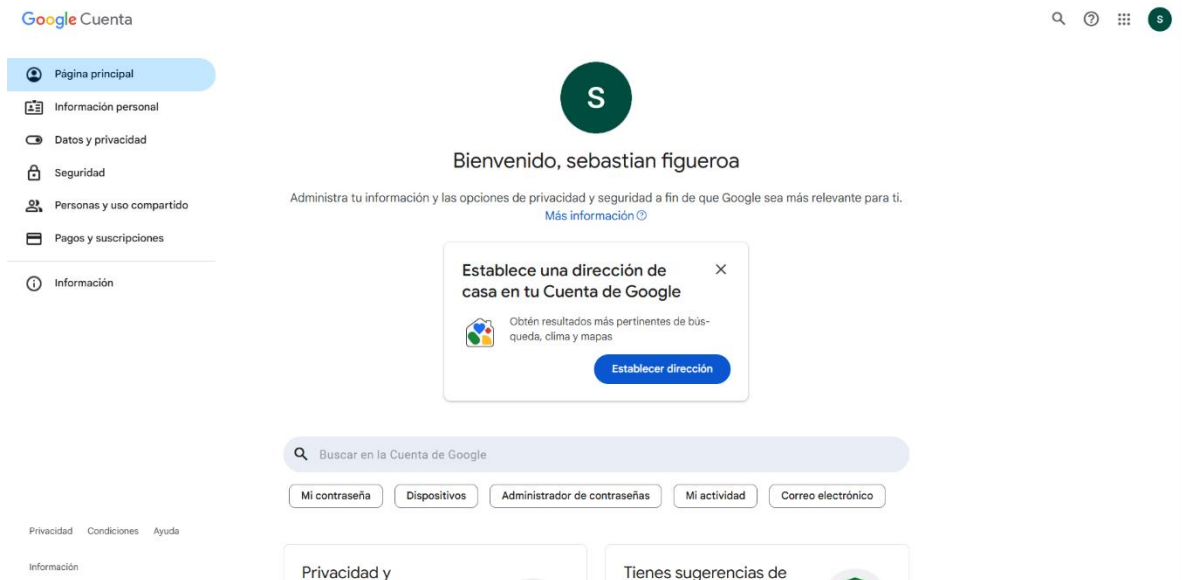 Google Cuenta
S
Página principal
Información personal
Datos y privacidad
Seguridad
Personas y uso compartido
Pagos y suscripciones
Información
Privacidad Condiciones Ayuda
Información
S
Bienvenido, sebastian figueroa
Administra tu información y las opciones de privacidad y seguridad a fin de que Google sea más relevante para ti.
Más información
Establece una dirección de
casa en tu Cuenta de Google
Obtén resultados más pertinentes de bús-
queda, clima y mapas
Establecer dirección
Buscar en la Cuenta de Google
Mi contraseña Dispositivos Administrador de contraseñas Mi actividad Correo electrónico
Privacidad y
Tienes sugerencias de